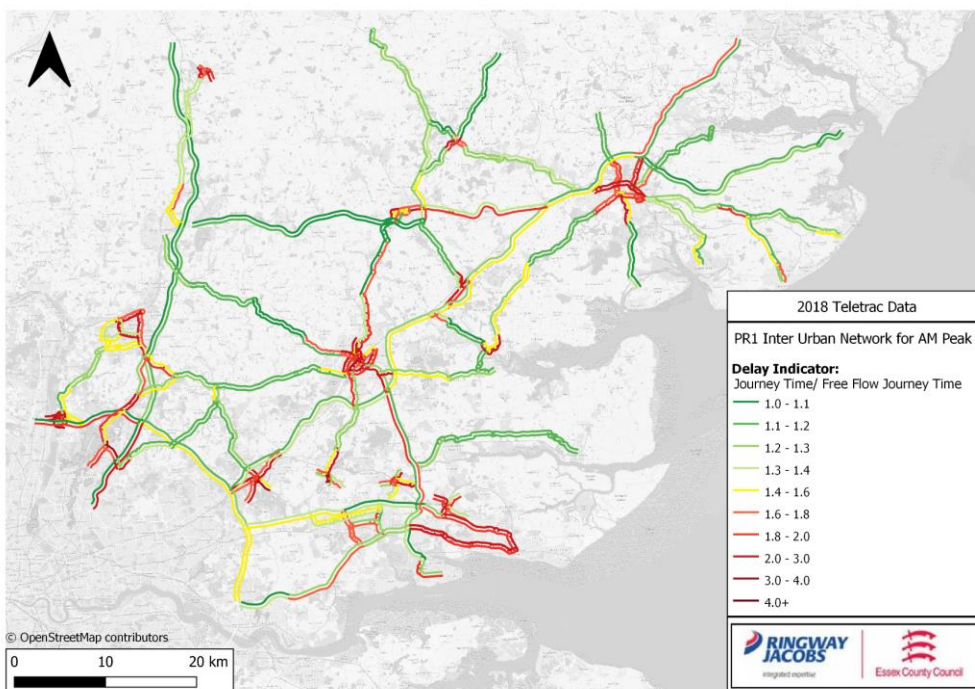 2018 Teletrac Data
PR1 Inter Urban Network for AM Peak
Delay Indicator:
Journey Time/ Free Flow Journey Time
1.0 - 1.1
1.1 - 1.2
1.2 - 1.3
1.3 - 1.4
1.4 - 1.6
1.6 - 1.8
1.8 - 2.0
2.0 - 3.0
3.0 - 4.0
4.0+
© OpenStreetMap contributors
0 10 20 km
RINGWAY
JACOBS
integrated expertise
Essex County Council